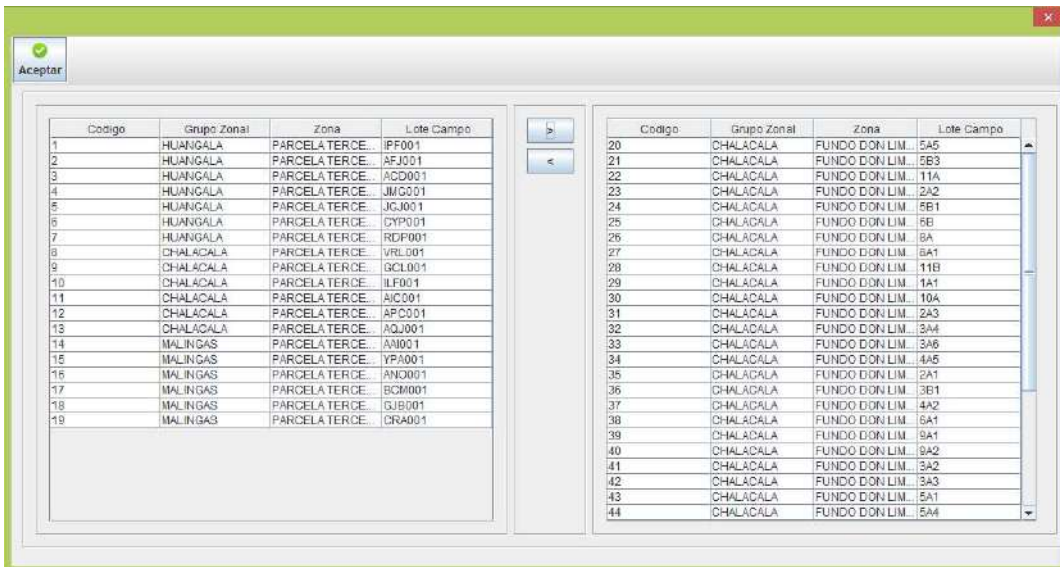 Aceptar
Codigo Grupo Zonal Zona Lote Campo
1 HUANGALA PARCELA TERCE... IPF001
2 HUANGALA PARCELA TERCE... AFJ001
3 HUANGALA PARCELA TERCE... ACD001
4 HUANGALA PARCELA TERCE... JMG001
5 HUANGALA PARCELA TERCE... JGJ001
6 HUANGALA PARCELA TERCE... CYP001
7 HUANGALA PARCELA TERCE... RDP001
8 CHALACALA PARCELA TERCE... VRL001
9 CHALACALA PARCELA TERCE... GCL001
10 CHALACALA PARCELA TERCE... ILF001
11 CHALACALA PARCELA TERCE... AIC001
12 CHALACALA PARCELA TERCE... APC001
13 CHALACALA PARCELA TERCE... AQJ001
14 MALINGAS PARCELA TERCE... AAI001
15 MALINGAS PARCELA TERCE... YPA001
16 MALINGAS PARCELA TERCE... ANO001
17 MALINGAS PARCELA TERCE... BCM001
18 MALINGAS PARCELA TERCE... GJB001
19 MALINGAS PARCELA TERCE... CRA001
>
<
Codigo Grupo Zonal Zona Lote Campo
20 CHALACALA FUNDO DON LIM... 5A5
21 CHALACALA FUNDO DON LIM... 5B3
22 CHALACALA FUNDO DON LIM... 11A
23 CHALACALA FUNDO DON LIM... 2A2
24 CHALACALA FUNDO DON LIM... 5B1
25 CHALACALA FUNDO DON LIM... 6B
26 CHALACALA FUNDO DON LIM... 8A
27 CHALACALA FUNDO DON LIM... 8A1
28 CHALACALA FUNDO DON LIM... 11B
29 CHALACALA FUNDO DON LIM... 1A1
30 CHALACALA FUNDO DON LIM... 10A
31 CHALACALA FUNDO DON LIM... 2A3
32 CHALACALA FUNDO DON LIM... 3A4
33 CHALACALA FUNDO DON LIM... 3A6
34 CHALACALA FUNDO DON LIM... 4A5
35 CHALACALA FUNDO DON LIM... 2A1
36 CHALACALA FUNDO DON LIM... 3B1
37 CHALACALA FUNDO DON LIM... 4A2
38 CHALACALA FUNDO DON LIM... 6A1
39 CHALACALA FUNDO DON LIM... 9A1
40 CHALACALA FUNDO DON LIM... 9A2
41 CHALACALA FUNDO DON LIM... 3A2
42 CHALACALA FUNDO DON LIM... 3A3
43 CHALACALA FUNDO DON LIM... 5A1
44 CHALACALA FUNDO DON LIM... 5A4